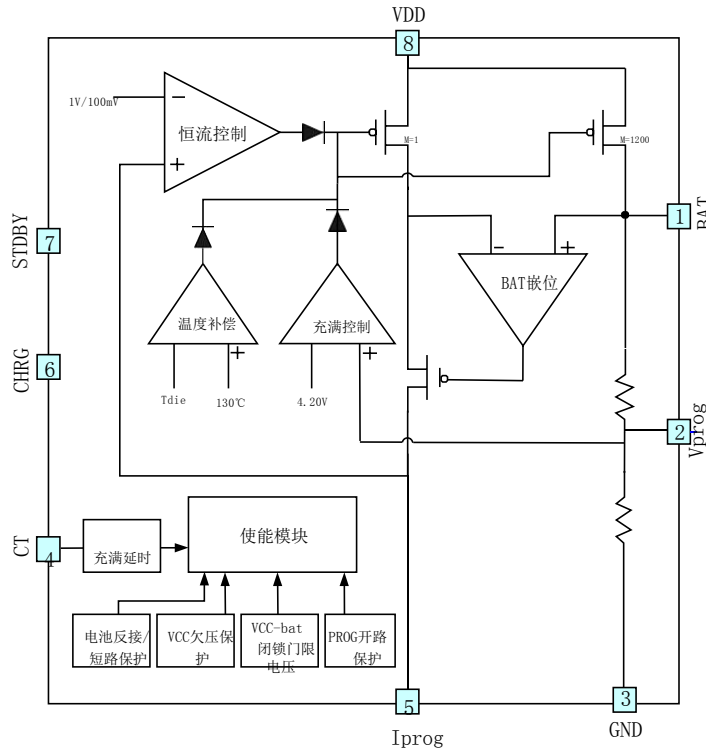 VDD
8
1V/100mV
恒流控制
M=1
M=1200
STDBY
7
1
BAT
BAT嵌位
温度补偿
充满控制
CHRG
6
Tdie
130℃
4.20V
2
Vprog
使能模块
CT
4
充满延时
电池反接/
短路保护
VCC欠压保
护
VCC-bat
闭锁门限
电压
PROG开路
保护
5
Iprog
3
GND